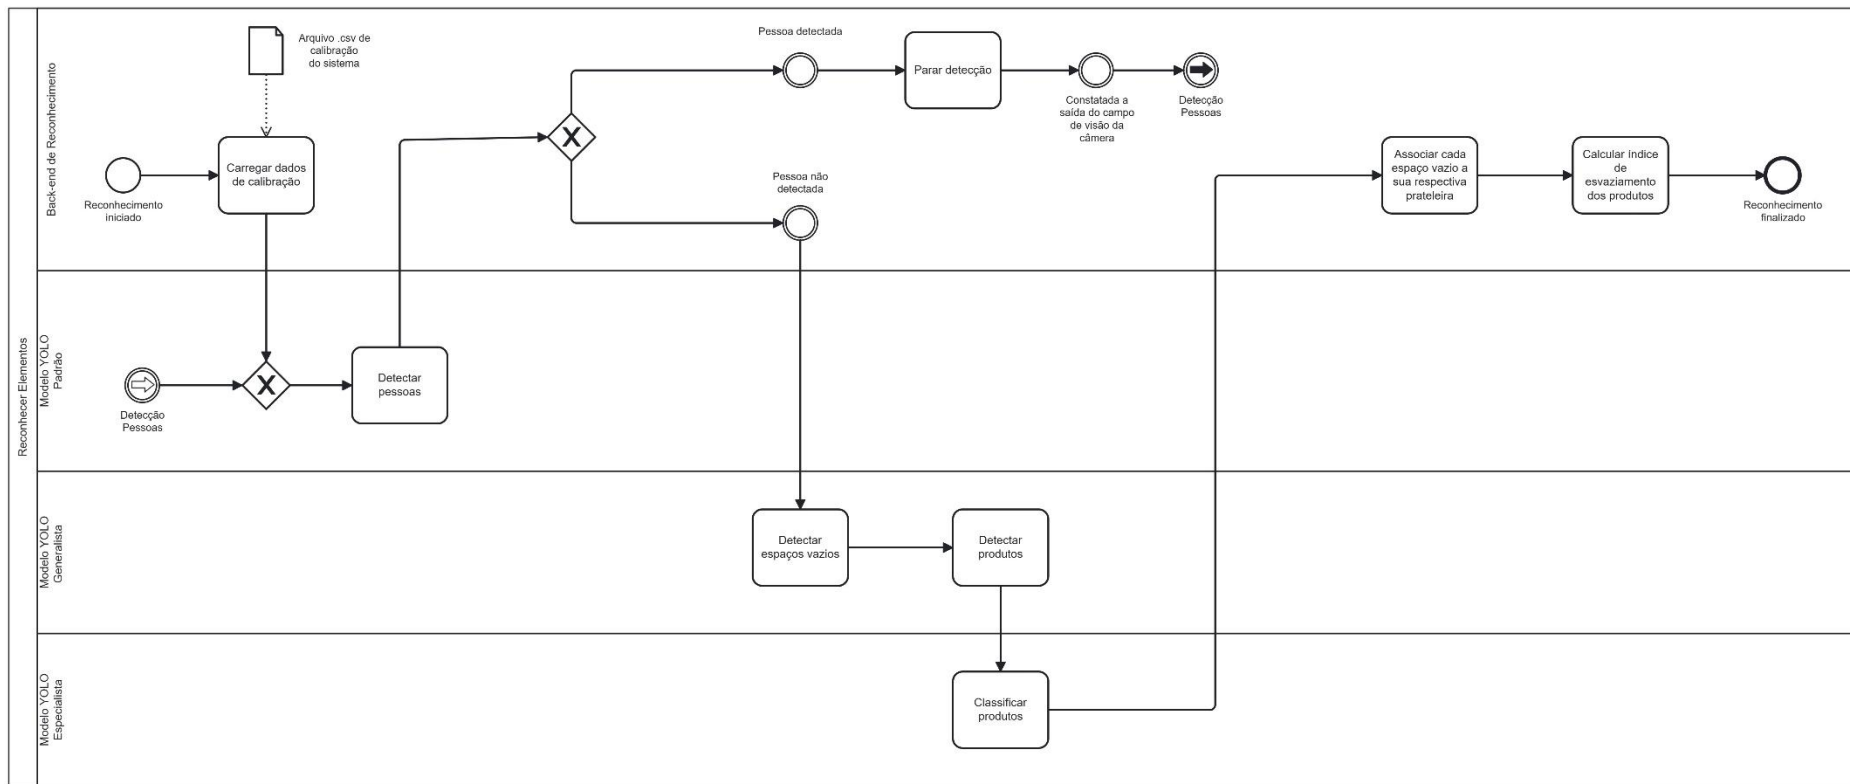 Reconhecer Elementos
Back-end de Reconhecimento
Arquivo .csv de
calibração
do sistema
Reconhecimento
iniciado
Carregar dados
de calibração
Pessoa detectada
Parar detecção
Constatada a
saída do campo
de visão da
câmera
Detecção
Pessoas
Pessoa não
detectada
Associar cada
espaço vazio a
sua respectiva
prateleira
Calcular índice
de
esvaziamento
dos produtos
Reconhecimento
finalizado
Modelo YOLO
Padrão
Detecção
Pessoas
Detectar
pessoas
Modelo YOLO
Generalista
Detectar
espaços vazios
Detectar
produtos
Modelo YOLO
Especialista
Classificar
produtos